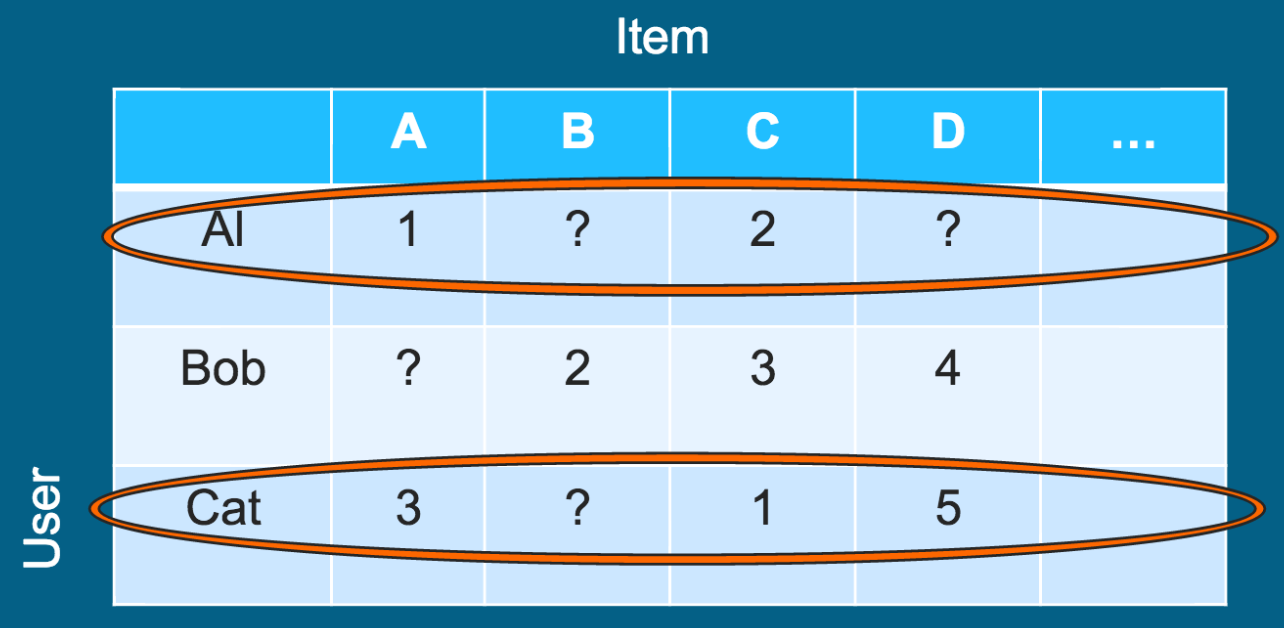 Item
A B C D ...
Al 1 ? 2 ?
Bob ? 2 3 4
Cat 3 ? 1 5
User